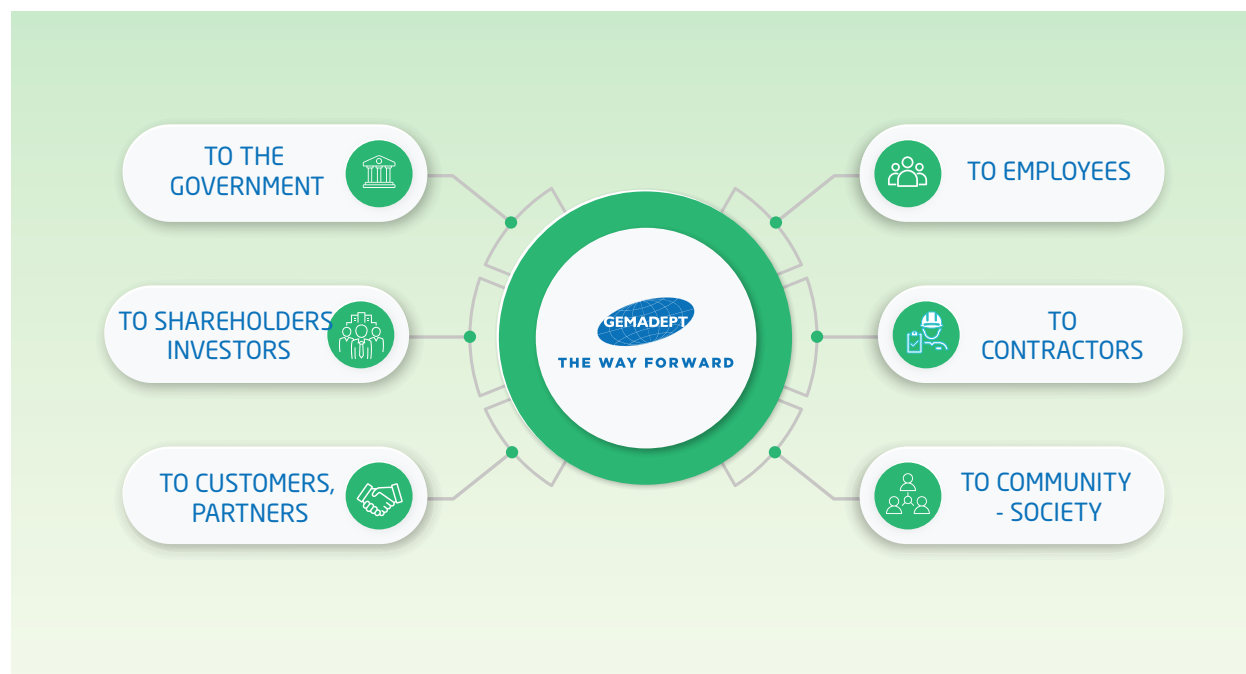 TO THE
GOVERNMENT
TO SHAREHOLDERS
INVESTORS
TO CUSTOMERS,
PARTNERS
GEMADEPT
THE WAY FORWARD
TO EMPLOYEES
TO
CONTRACTORS
TO COMMUNITY
- SOCIETY